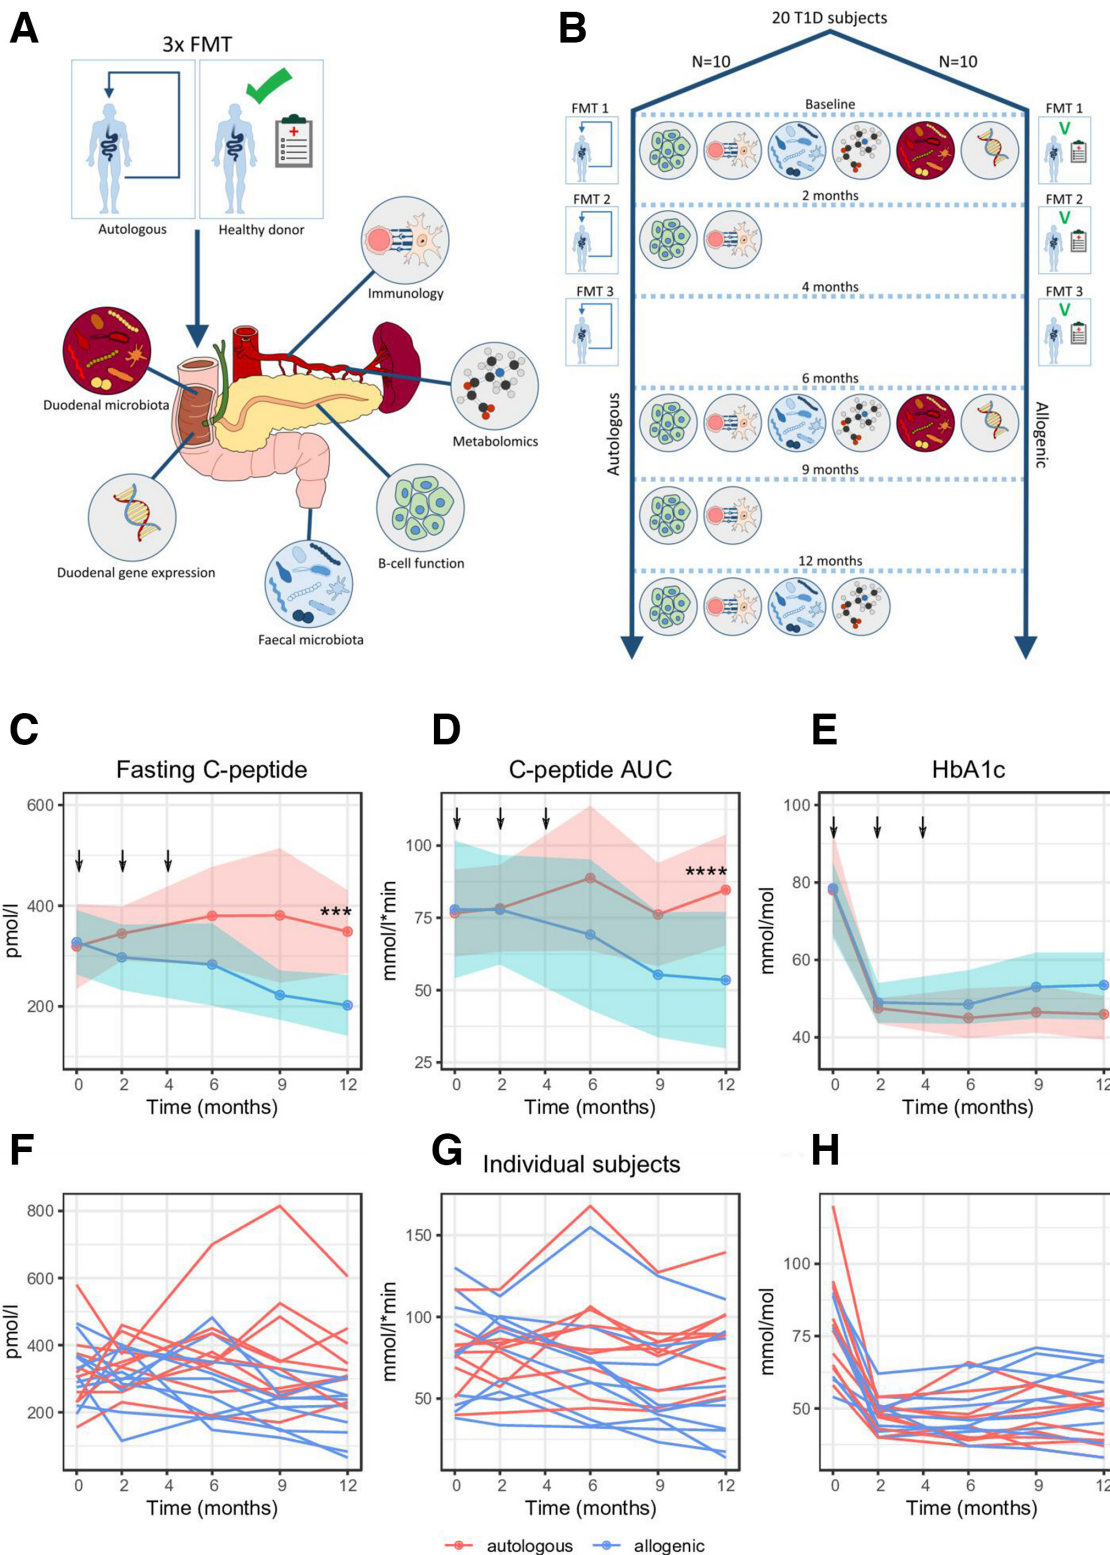 A
3x FMT
Autologous
Healthy donor
Immunology
Duodenal microbiota
Metabolomics
Duodenal gene expression
B-cell function
Faecal microbiota
B
20 T1D subjects
N=10
N=10
Baseline
FMT 1
FMT 1
V
2 months
FMT 2
FMT 2
V
4 months
FMT 3
FMT 3
V
6 months
Autologous
Allogenic
9 months
12 months
C
Fasting C-peptide
600
400
200
pmol/l
***
0 2 4 6 9 12
Time (months)
D
C-peptide AUC
100
75
50
25
mmol/l*min
****
0 2 4 6 9 12
Time (months)
E
HbA1c
100
80
60
40
mmol/mol
0 2 4 6 9 12
Time (months)
F
800
600
400
200
pmol/l
0 2 4 6 9 12
Time (months)
G
Individual subjects
150
100
50
mmol/l*min
0 2 4 6 9 12
Time (months)
H
100
75
50
mmol/mol
0 2 4 6 9 12
Time (months)
autologous allogenic